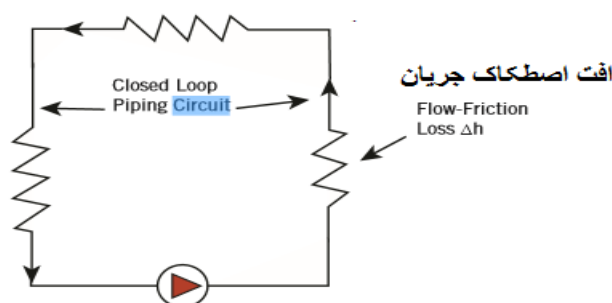 افت اصطکاک جریان
Closed Loop
Piping Circuit
Flow-Friction
Loss Δh